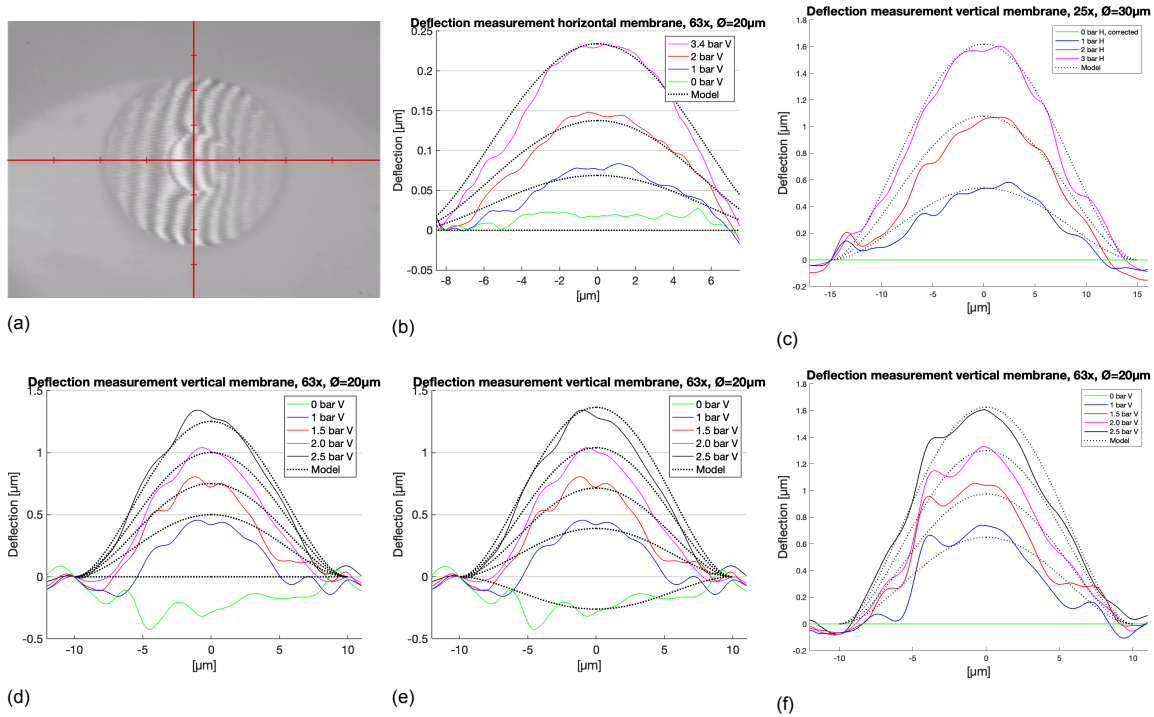 (a)
Deflection measurement horizontal membrane, 63x, Ø=20µm
0.25
0.2
0.15
0.1
0.05
0
-0.05
Deflection [µm]
3.4 bar V
2 bar V
1 bar V
0 bar V
Model
-8 -6 -4 -2 0 2 4 6
[µm]
(b)
Deflection measurement vertical membrane, 25x, Ø=30µm
1.8
1.6
1.4
1.2
1
0.8
0.6
0.4
0.2
0
-0.2
Deflection [µm]
0 bar H, corrected
1 bar H
2 bar H
3 bar H
Model
-15 -10 -5 0 5 10 15
[µm]
(c)
Deflection measurement vertical membrane, 63x, Ø=20µm
1.5
1
0.5
0
-0.5
Deflection [µm]
0 bar V
1 bar V
1.5 bar V
2.0 bar V
2.5 bar V
Model
-10 -5 0 5 10
[µm]
(d)
Deflection measurement vertical membrane, 63x, Ø=20µm
1.5
1
0.5
0
-0.5
Deflection [µm]
0 bar V
1 bar V
1.5 bar V
2.0 bar V
2.5 bar V
Model
-10 -5 0 5 10
[µm]
(e)
Deflection measurement vertical membrane, 63x, Ø=20µm
1.8
1.6
1.4
1.2
1
0.8
0.6
0.4
0.2
0
-0.2
Deflection [µm]
0 bar V
1 bar V
1.5 bar V
2.0 bar V
2.5 bar V
Model
-10 -5 0 5 10
[µm]
(f)